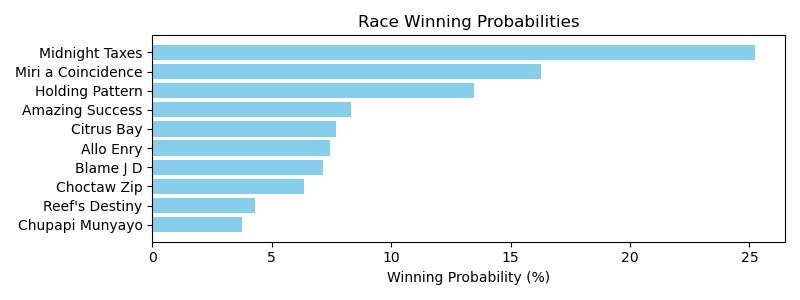 Race Winning Probabilities
Midnight Taxes
Miri a Coincidence
Holding Pattern
Amazing Success
Citrus Bay
Allo Enry
Blame J D
Choctaw Zip
Reef's Destiny
Chupapi Munyayo
0 5 10 15 20 25
Winning Probability (%)